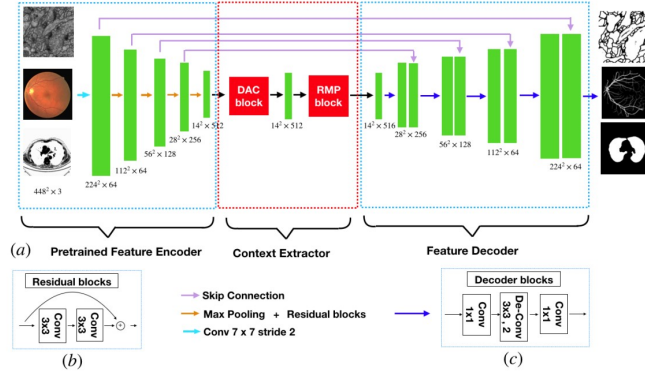 DAC
block
RMP
block
14² × 512
14² × 512
14² × 516
28² × 256
28² × 256
56² × 128
56² × 128
112² × 64
112² × 64
448² × 3
224² × 64
224² × 64
(a)
Pretrained Feature Encoder
Context Extractor
Feature Decoder
Residual blocks
Conv
3x3
Conv
3x3
+
(b)
Skip Connection
Max Pooling + Residual blocks
Conv 7 x 7 stride 2
Decoder blocks
Conv
1x1
De-Conv
3x3 , 2
Conv
1x1
(c)